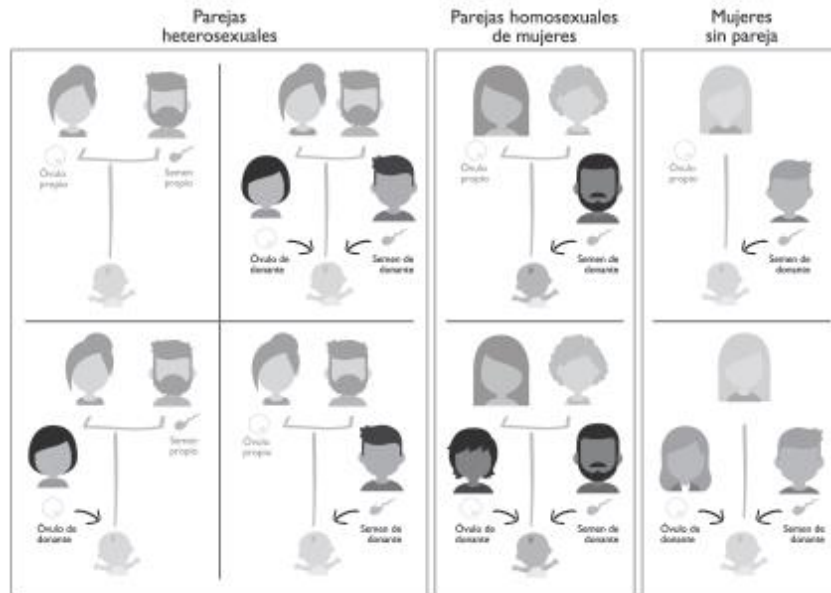 Parejas
heterosexuales
Parejas homosexuales
de mujeres
Mujeres
sin pareja
Óvulo
propio
Semen
propio
Óvulo de
donante
Semen de
donante
Óvulo
propio
Semen de
donante
Óvulo
propio
Semen de
donante
Semen
propio
Óvulo de
donante
Óvulo
propio
Semen de
donante
Óvulo de
donante
Semen de
donante
Óvulo de
donante
Semen de
donante